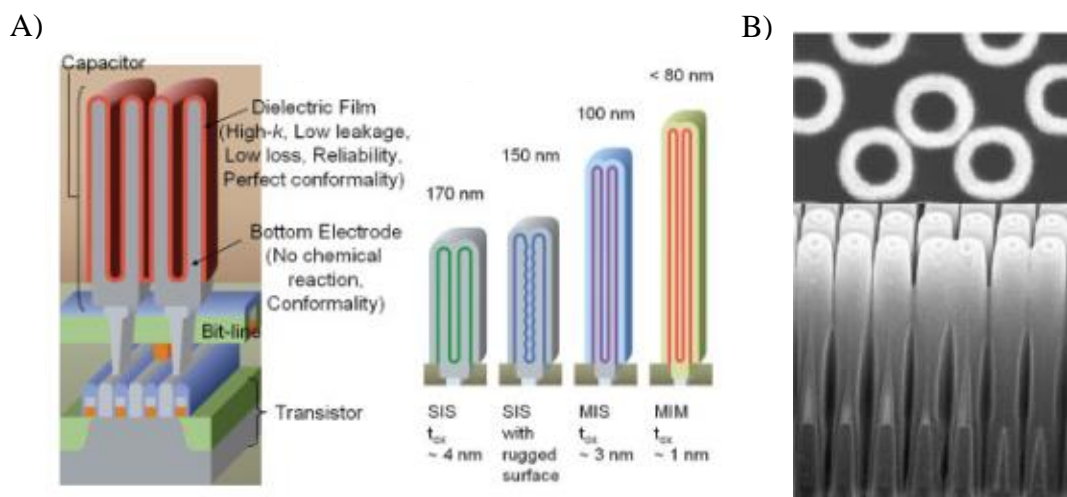 A)
B)
Capacitor
Dielectric Film
(High-k, Low leakage,
Low loss, Reliability,
Perfect conformality)
Bottom Electrode
(No chemical
reaction,
Conformality)
Bit-line
Transistor
170 nm
150 nm
100 nm
< 80 nm
SIS
tox
~ 4 nm
SIS
with
rugged
surface
MIS
tox
~ 3 nm
MIM
tox
~ 1 nm